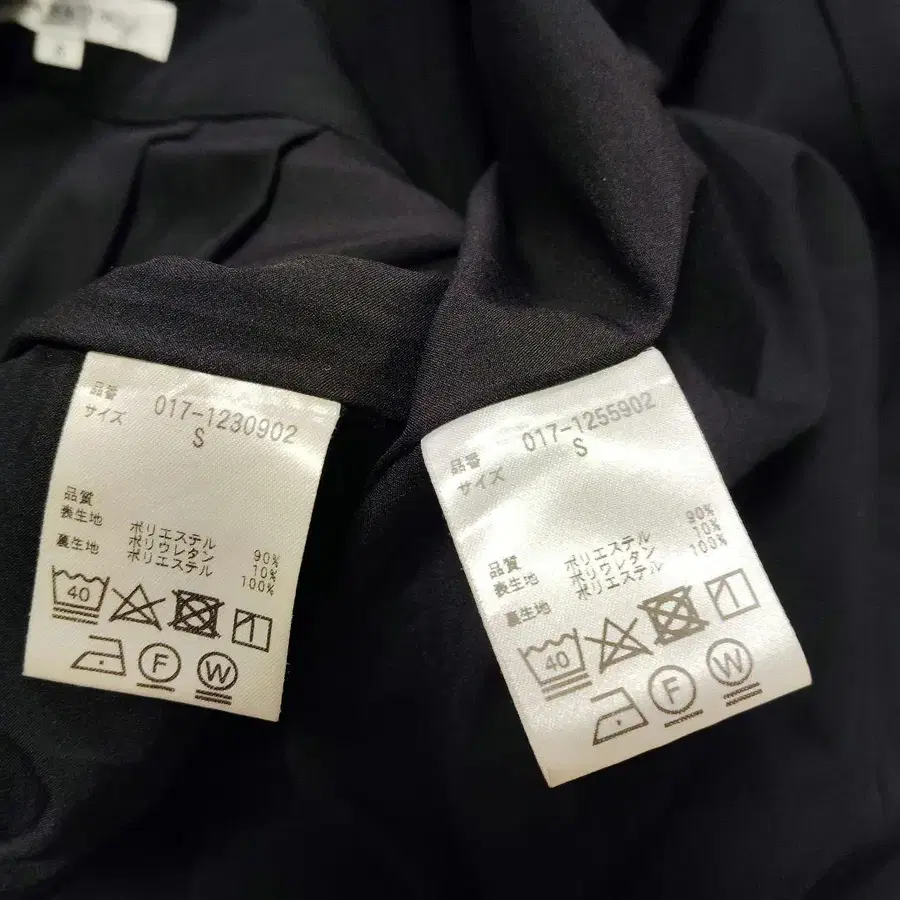 S
品番 017-1230902
サイズ S
品質
表生地 ポリエステル 90%
ポリウレタン 10%
裏生地 ポリエステル 100%
40
F W
品番 017-1255902
サイズ S
品質
表生地 ポリエステル 90%
ポリウレタン 10%
裏生地 ポリエステル 100%
40
F W